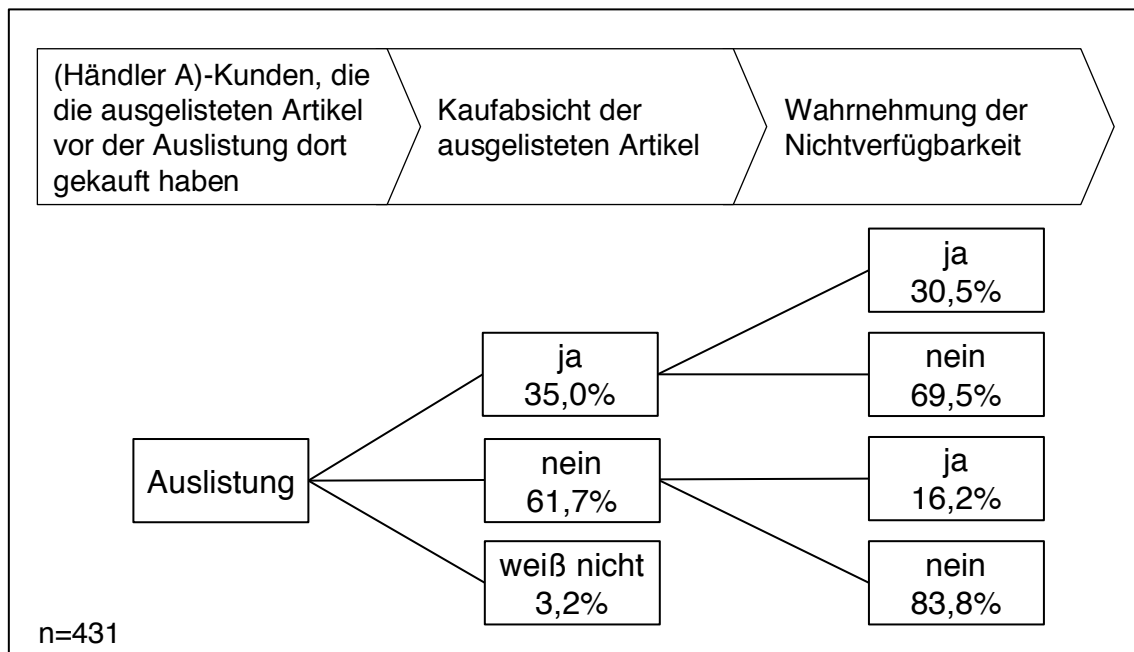 (Händler A)-Kunden, die
die ausgelisteten Artikel
vor der Auslistung dort
gekauft haben
Kaufabsicht der
ausgelisteten Artikel
Wahrnehmung der
Nichtverfügbarkeit
Auslistung
ja
35,0%
nein
61,7%
weiß nicht
3,2%
ja
30,5%
nein
69,5%
ja
16,2%
nein
83,8%
n=431